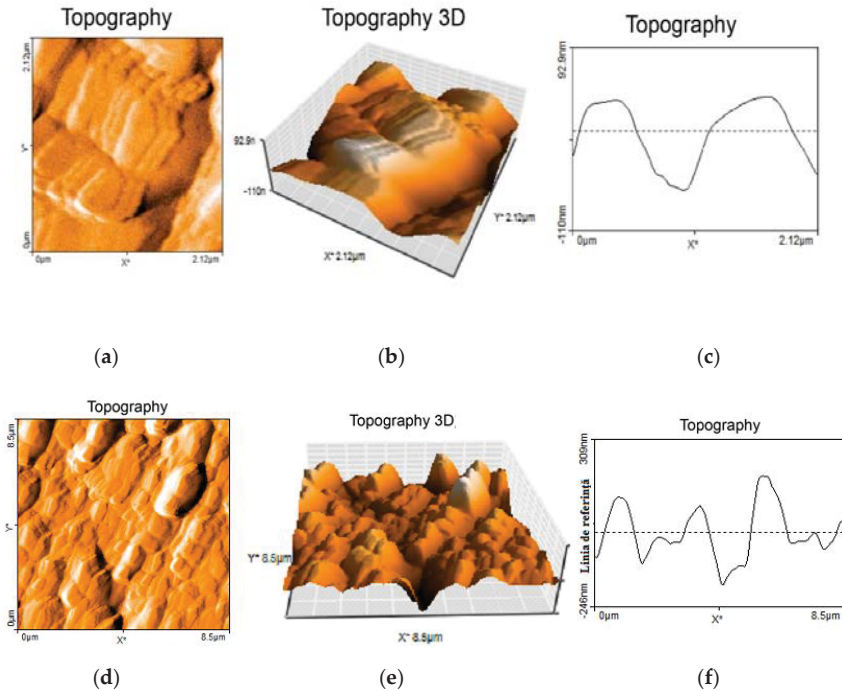 Topography
2.12µm
Y*
0µm
0µm
X*
2.12µm
(a)
Topography 3D
92.9n
-110n
Y* 2.12µm
X* 2.12µm
(b)
Topography
92.9nm
-110nm
0µm
X*
2.12µm
(c)
Topography
8.5µm
Y*
0µm
0µm
X*
8.5µm
(d)
Topography 3D
Y* 8.5µm
X* 8.5µm
(e)
Topography
309nm
Linia de referință
-246nm
0µm
X*
8.5µm
(f)